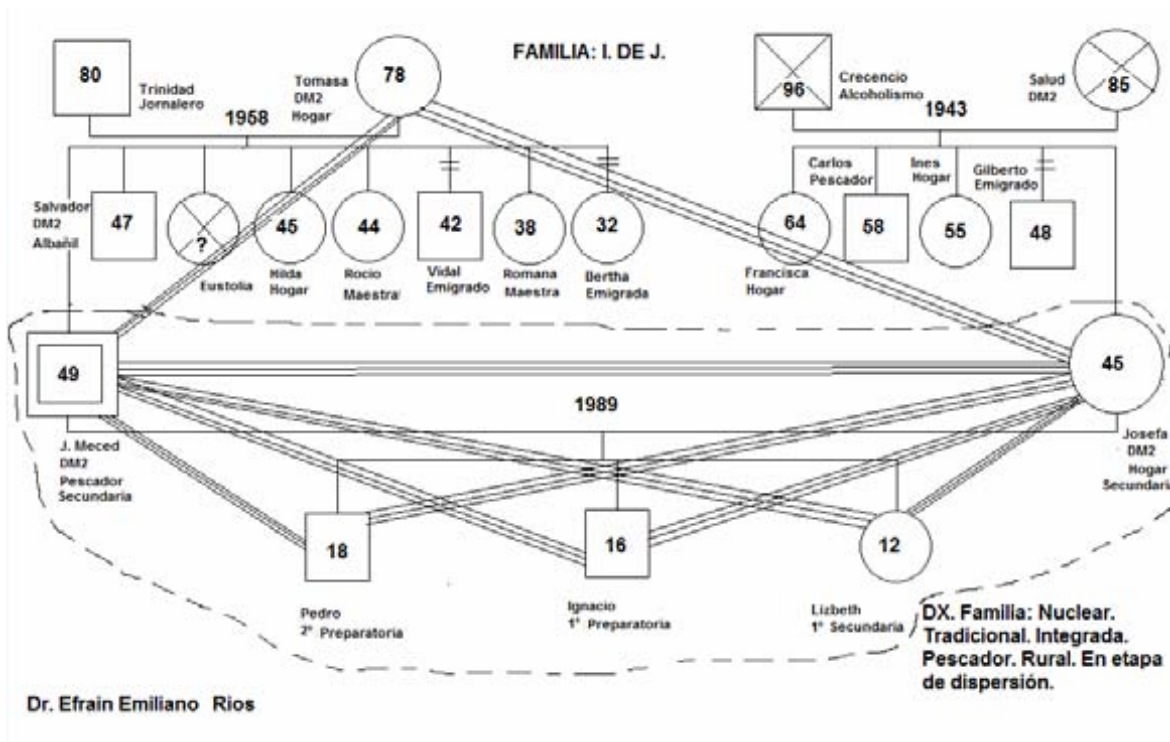 FAMILIA: I. DE J.
80
Trinidad
Jornalero
1958
Tomasa
DM2
Hogar
78
96
Crecencio
Alcoholismo
1943
Salud
DM2
85
Salvador
DM2
Albañil
47
?
Eustolia
45
Hilda
Hogar
44
Rocio
Maestra
42
Vidal
Emigrado
38
Romana
Maestra
32
Bertha
Emigrada
64
Francisca
Hogar
Carlos
Pescador
58
Ines
Hogar
55
Gilberto
Emigrado
48
49
J. Meced
DM2
Pescador
Secundaria
1989
45
Josefa
DM2
Hogar
Secundaria
18
Pedro
2º Preparatoria
16
Ignacio
1º Preparatoria
12
Lizbeth
1º Secundaria
DX. Familia: Nuclear.
Tradicional. Integrada.
Pescador. Rural. En etapa
de dispersión.
Dr. Efrain Emiliano Rios